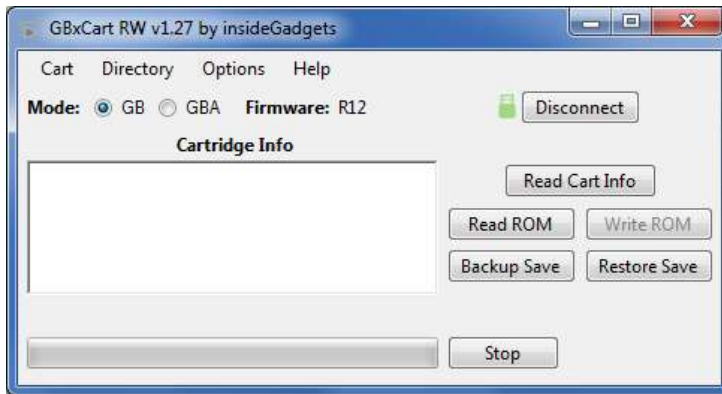 GBxCart RW v1.27 by insideGadgets
Cart Directory Options Help
Mode: GB GBA Firmware: R12 Disconnect
Cartridge Info
Read Cart Info
Read ROM Write ROM
Backup Save Restore Save
Stop